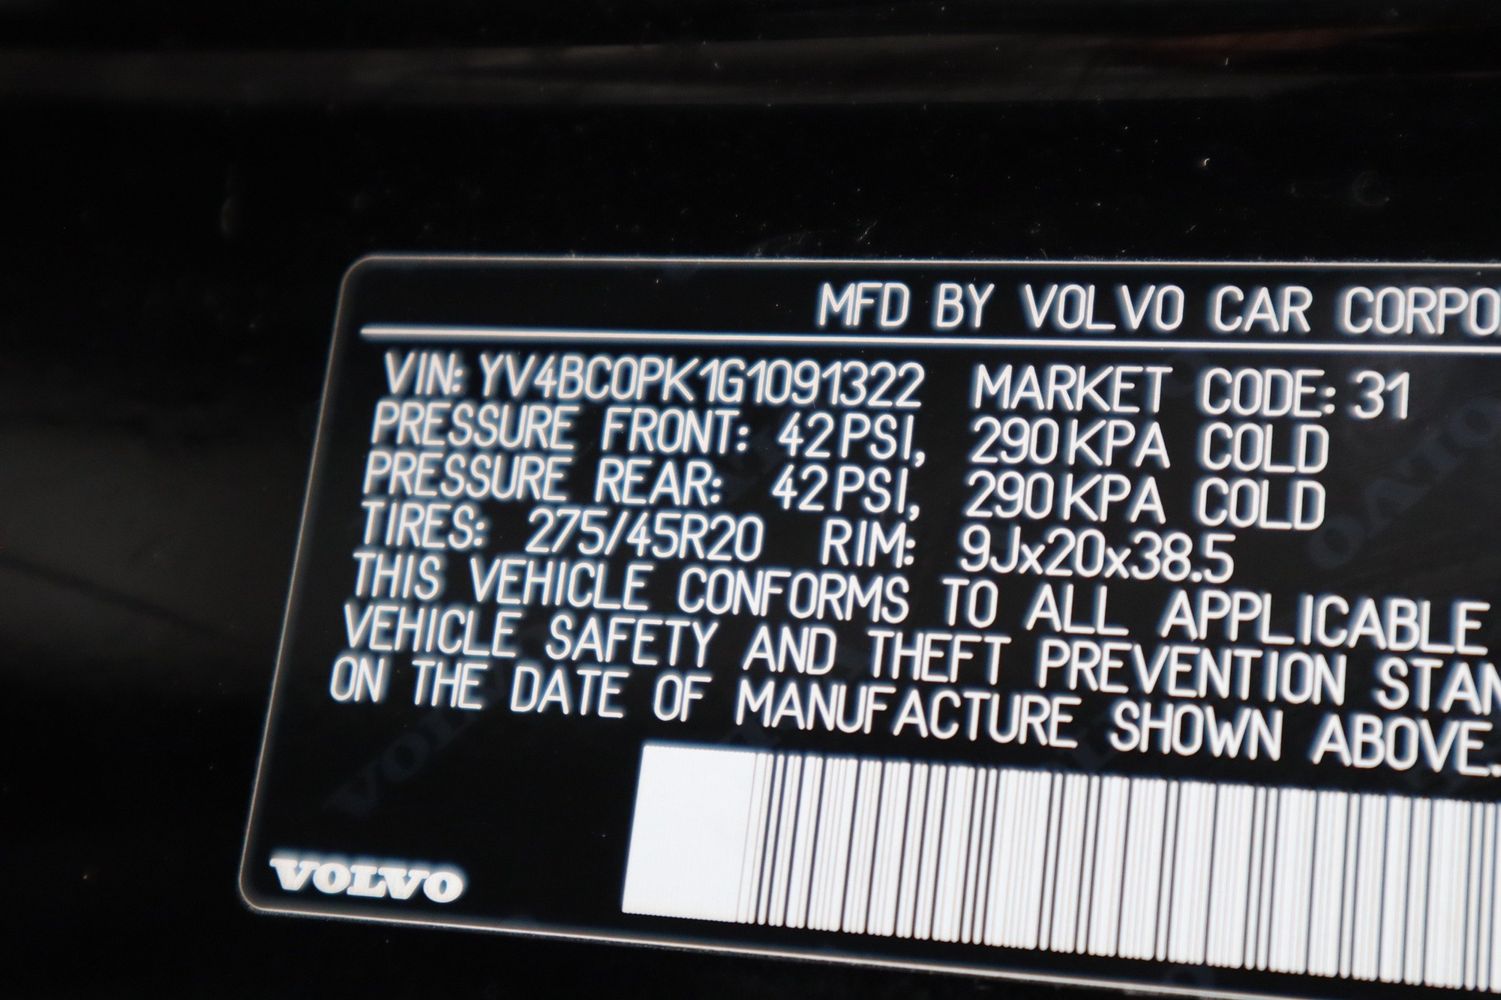 MFD BY VOLVO CAR CORPO
VIN: YV4BC0PK1G1091322 MARKET CODE: 31
PRESSURE FRONT: 42PSI, 290KPA COLD
PRESSURE REAR: 42PSI, 290KPA COLD
TIRES: 275/45R20 RIM: 9Jx20x38.5
THIS VEHICLE CONFORMS TO ALL APPLICABLE
VEHICLE SAFETY AND THEFT PREVENTION STAN
ON THE DATE OF MANUFACTURE SHOWN ABOVE.
VOLVO